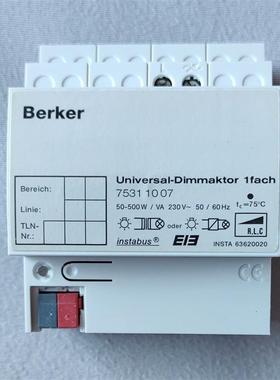 Berker
Universal-Dimmaktor 1fach
7531 10 07
50-500 W / VA 230V~ 50 / 60Hz
tc=75°C
Bereich:
Linie:
TLN-
Nr.:
oder
R,L,C
instabus®
EIB
INSTA 63620020